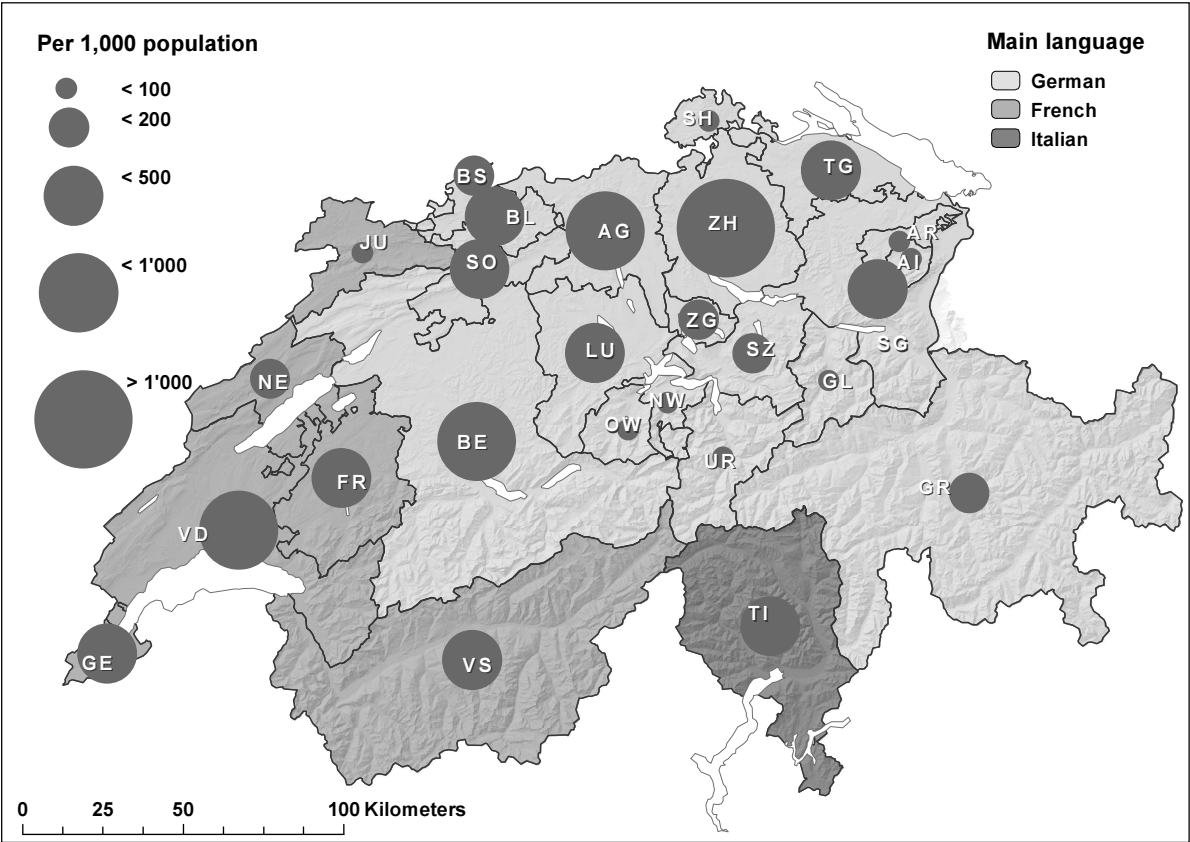 Per 1,000 population
< 100
< 200
< 500
< 1'000
> 1'000
Main language
German
French
Italian
SH
TG
BS
BL
AG
ZH
AR
AI
JU
SO
ZG
SZ
SG
LU
GL
NE
NW
OW
BE
UR
FR
GR
VD
TI
GE
VS
0 25 50 100 Kilometers